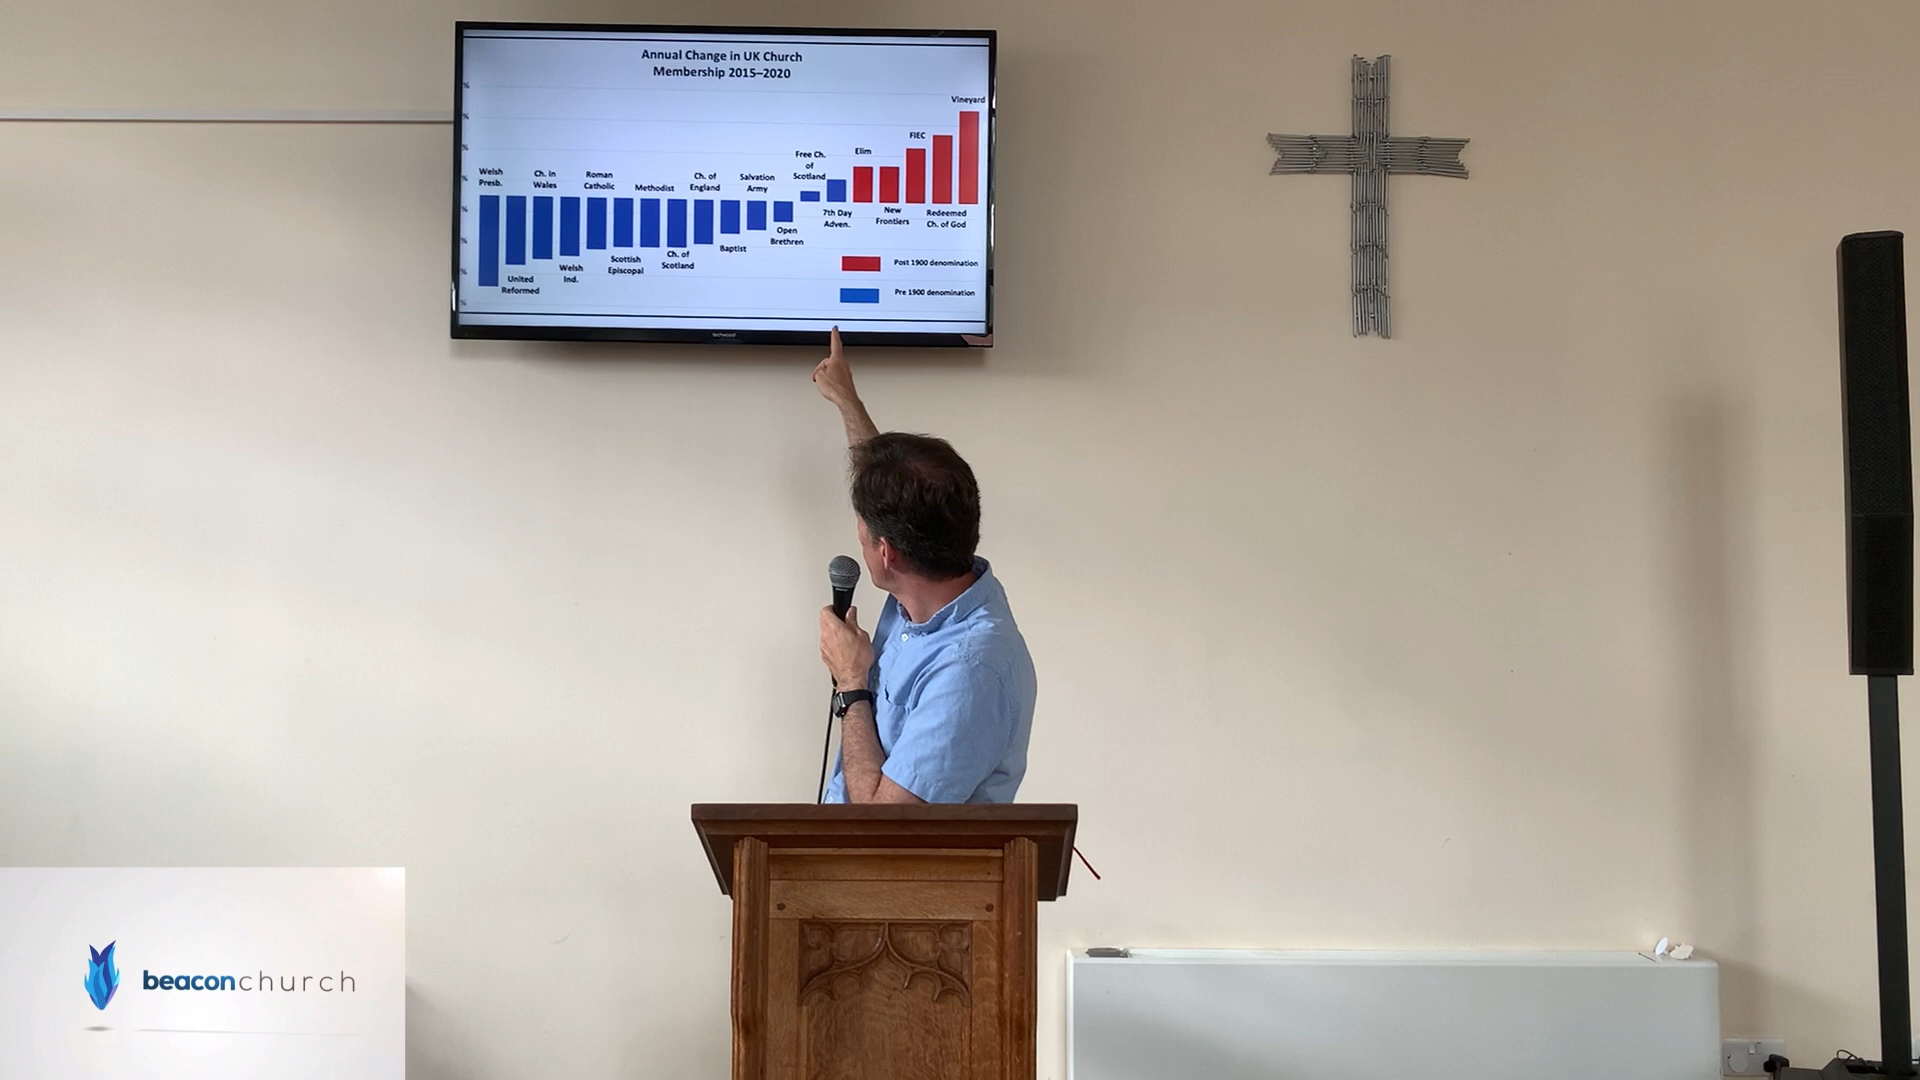 Annual Change in UK Church
Membership 2015–2020
%
%
%
%
%
%
%
%
Welsh
Presb.
United
Reformed
Ch. in
Wales
Welsh
Ind.
Roman
Catholic
Scottish
Episcopal
Methodist
Ch. of
Scotland
Ch. of
England
Baptist
Salvation
Army
Open
Brethren
Free Ch.
of
Scotland
7th Day
Adven.
Elim
New
Frontiers
FIEC
Redeemed
Ch. of God
Vineyard
Post 1900 denomination
Pre 1900 denomination
techwood
beaconchurch